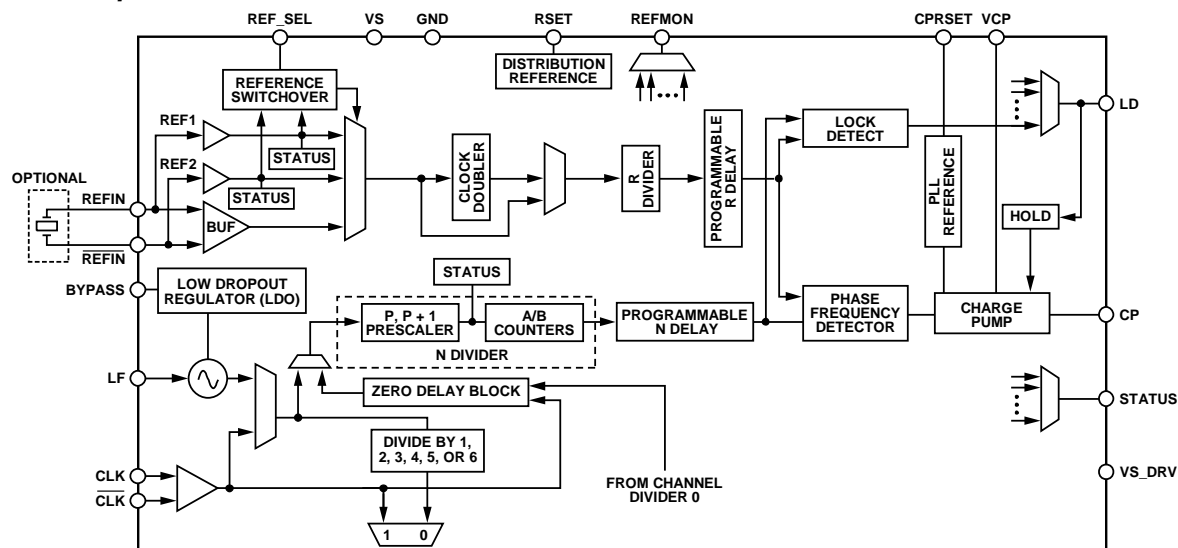 REF_SEL
VS
GND
RSET
REFMON
CPRSET
VCP
DISTRIBUTION
REFERENCE
REFERENCE
SWITCHOVER
REF1
STATUS
REF2
STATUS
BUF
OPTIONAL
REFIN
REFIN
CLOCK
DOUBLER
R
DIVIDER
PROGRAMMABLE
R DELAY
LOCK
DETECT
PLL
REFERENCE
LD
HOLD
BYPASS
LOW DROPOUT
REGULATOR (LDO)
STATUS
P, P + 1
PRESCALER
A/B
COUNTERS
N DIVIDER
PROGRAMMABLE
N DELAY
PHASE
FREQUENCY
DETECTOR
CHARGE
PUMP
CP
LF
ZERO DELAY BLOCK
STATUS
DIVIDE BY 1,
2, 3, 4, 5, OR 6
CLK
CLK
FROM CHANNEL
DIVIDER 0
VS_DRV
1 0